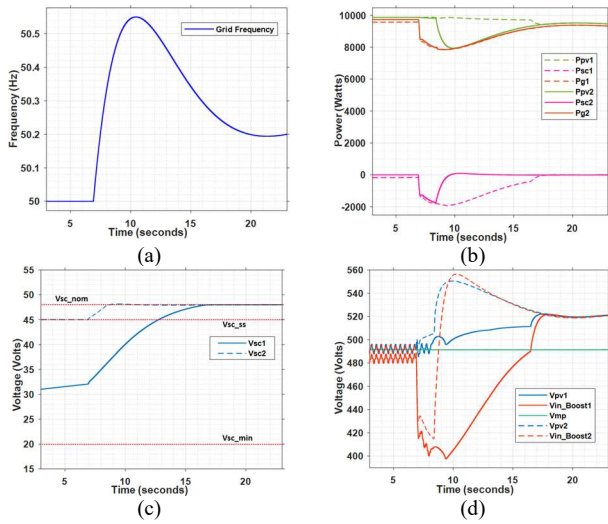 50.5
50.4
50.3
50.2
50.1
50
Frequency (Hz)
Grid Frequency
5
10
15
20
Time (seconds)
(a)
10000
8000
6000
4000
2000
0
-2000
Power (Watts)
Ppv1
Psc1
Pg1
Ppv2
Psc2
Pg2
5
10
15
20
Time (seconds)
(b)
55
50
45
40
35
30
25
20
15
Voltage (Volts)
Vsc_nom
Vsc_ss
Vsc1
Vsc2
Vsc_min
5
10
15
20
Time (seconds)
(c)
560
540
520
500
480
460
440
420
400
Voltage (Volts)
Vpv1
Vin_Boost1
Vmp
Vpv2
Vin_Boost2
5
10
15
20
Time (seconds)
(d)